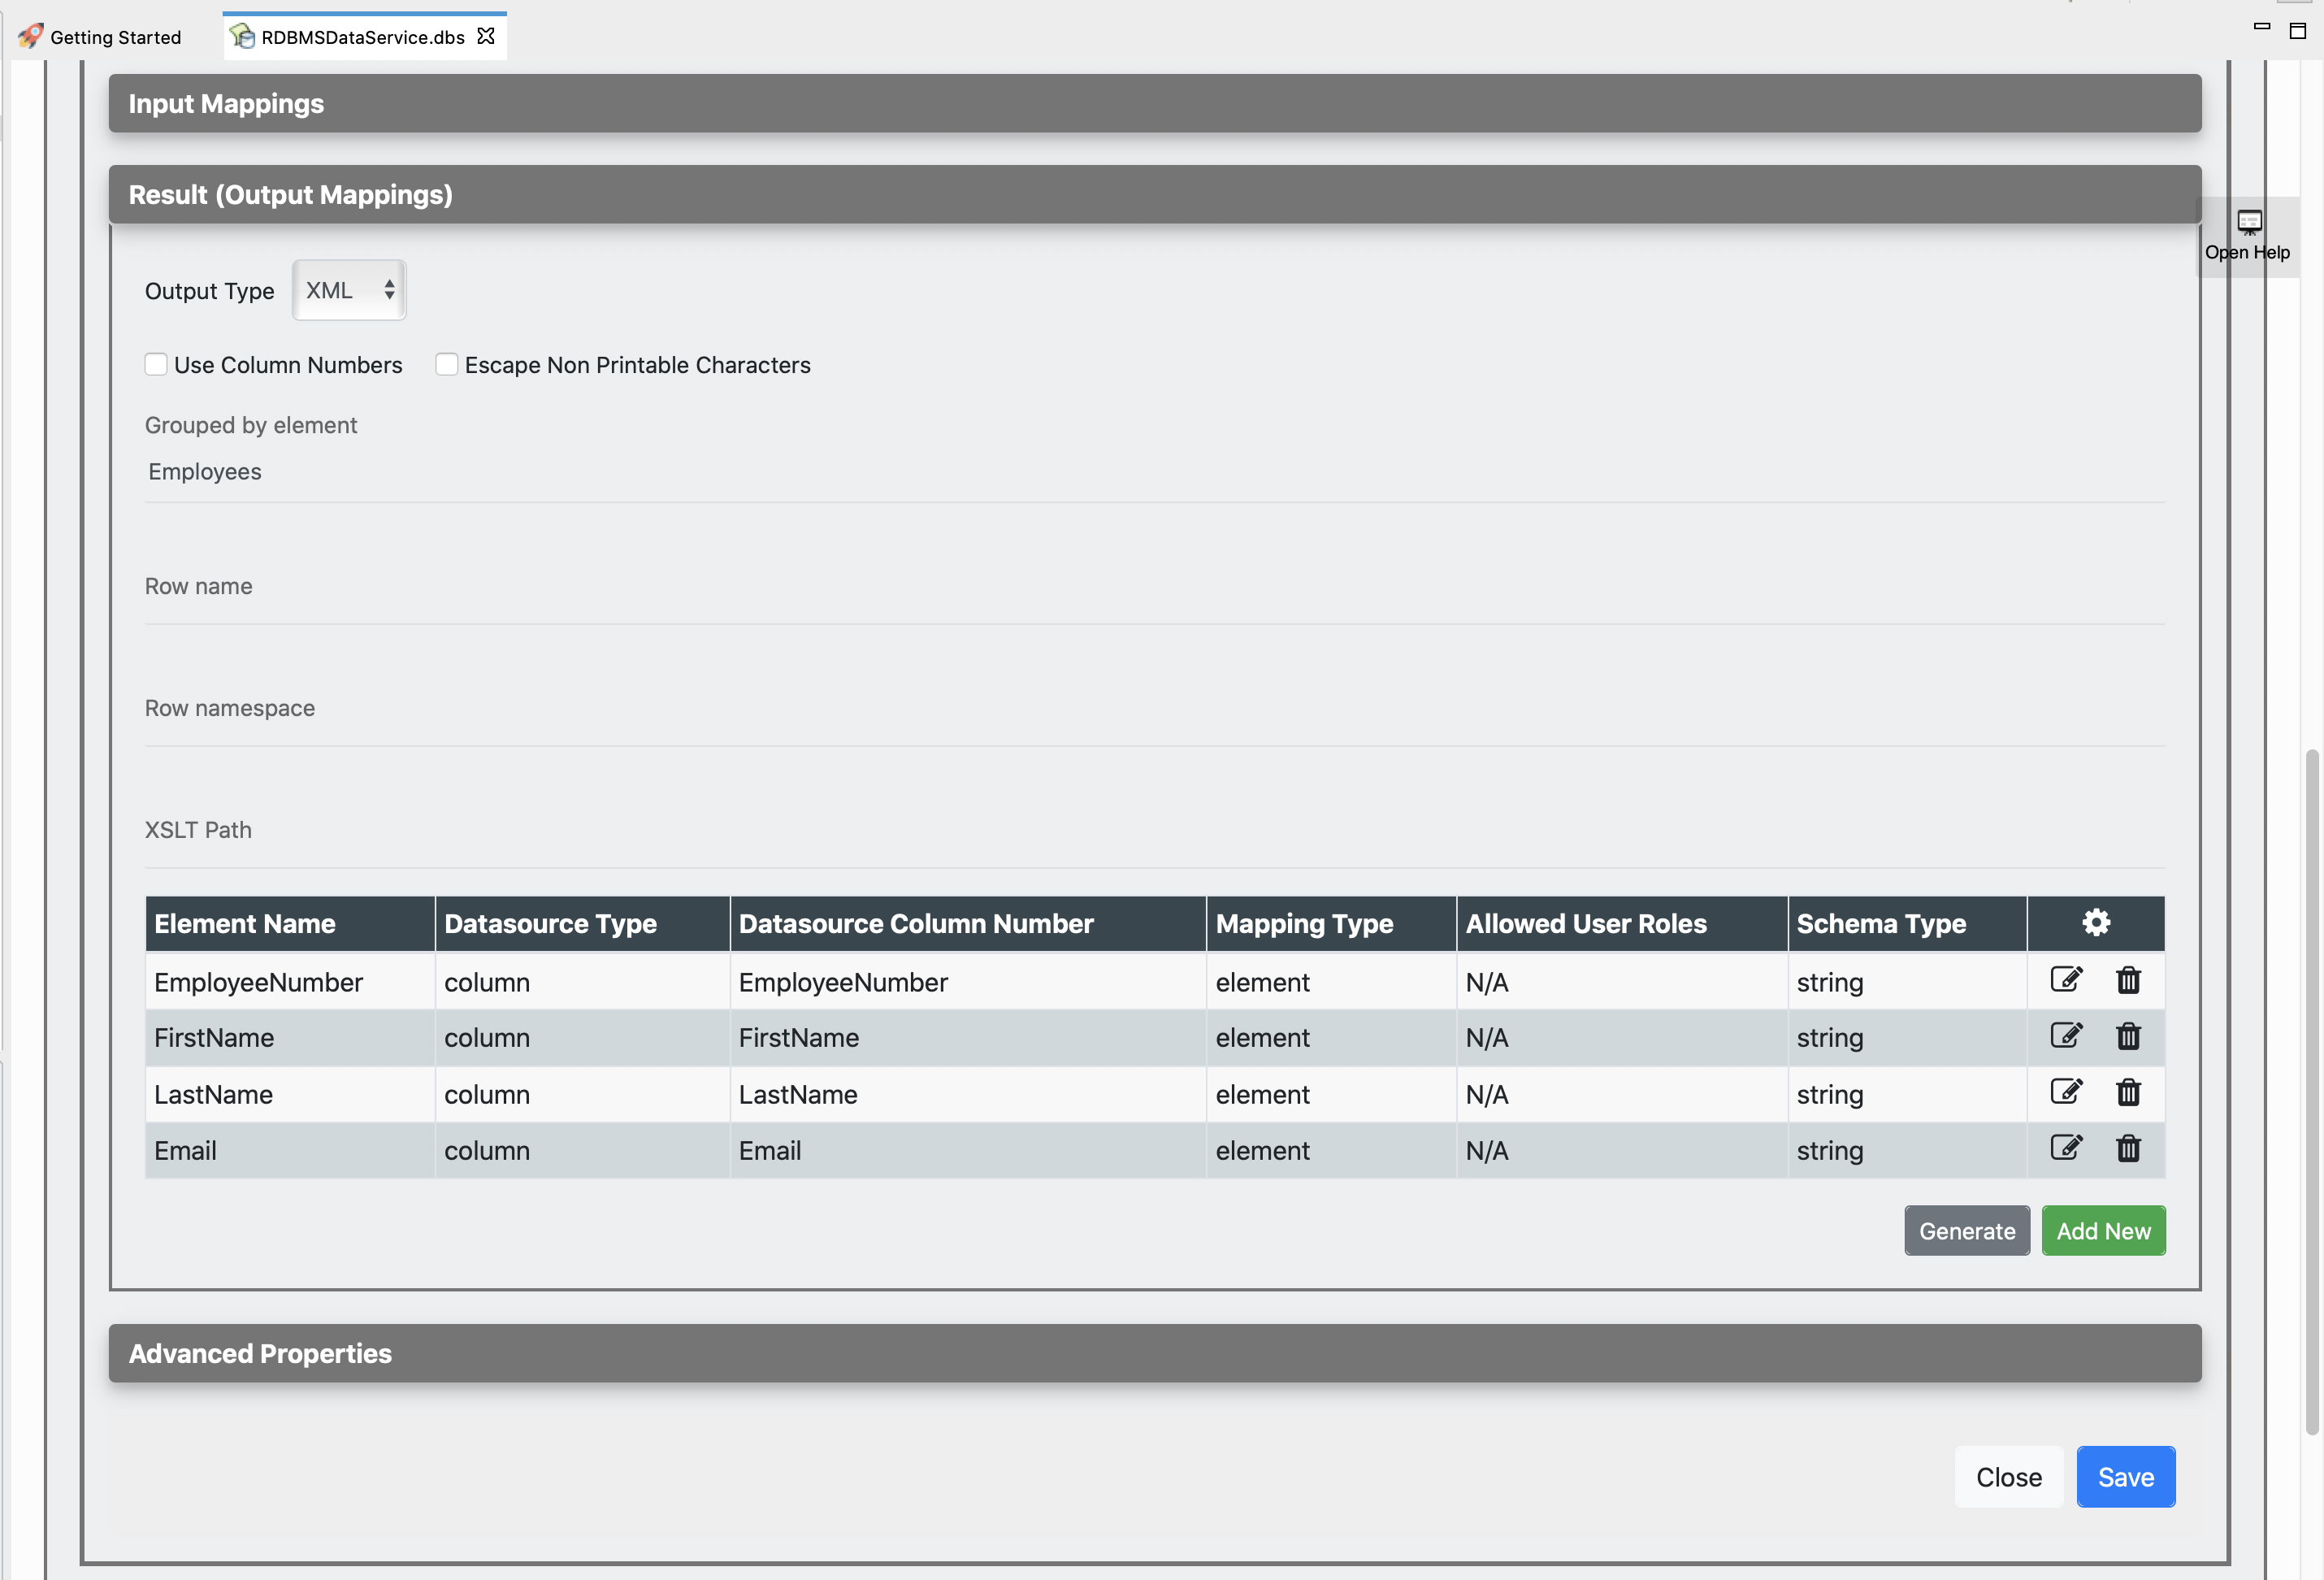 Getting Started
RDBMSDataService.dbs
Input Mappings
Result (Output Mappings)
Open Help
Output Type XML
Use Column Numbers Escape Non Printable Characters
Grouped by element
Employees
Row name
Row namespace
XSLT Path
Element Name Datasource Type Datasource Column Number Mapping Type Allowed User Roles Schema Type
EmployeeNumber column EmployeeNumber element N/A string
FirstName column FirstName element N/A string
LastName column LastName element N/A string
Email column Email element N/A string
Generate Add New
Advanced Properties
Close Save